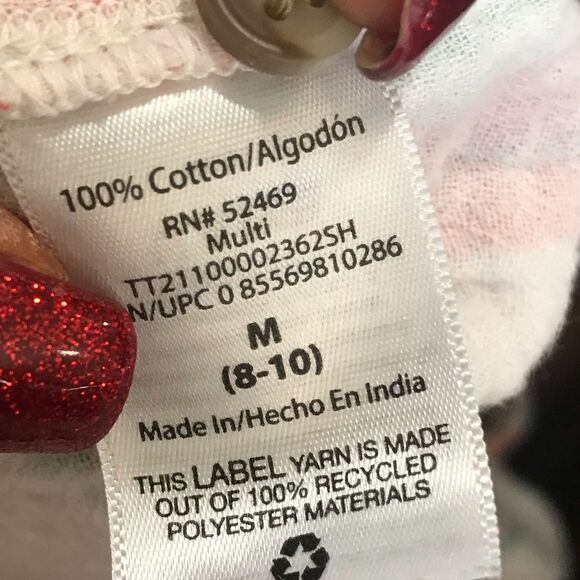 100% Cotton/Algodón
RN# 52469
Multi
TT21100002362SH
N/UPC 0 85569810286
M
(8-10)
Made In/Hecho En India
THIS LABEL YARN IS MADE
OUT OF 100% RECYCLED
POLYESTER MATERIALS